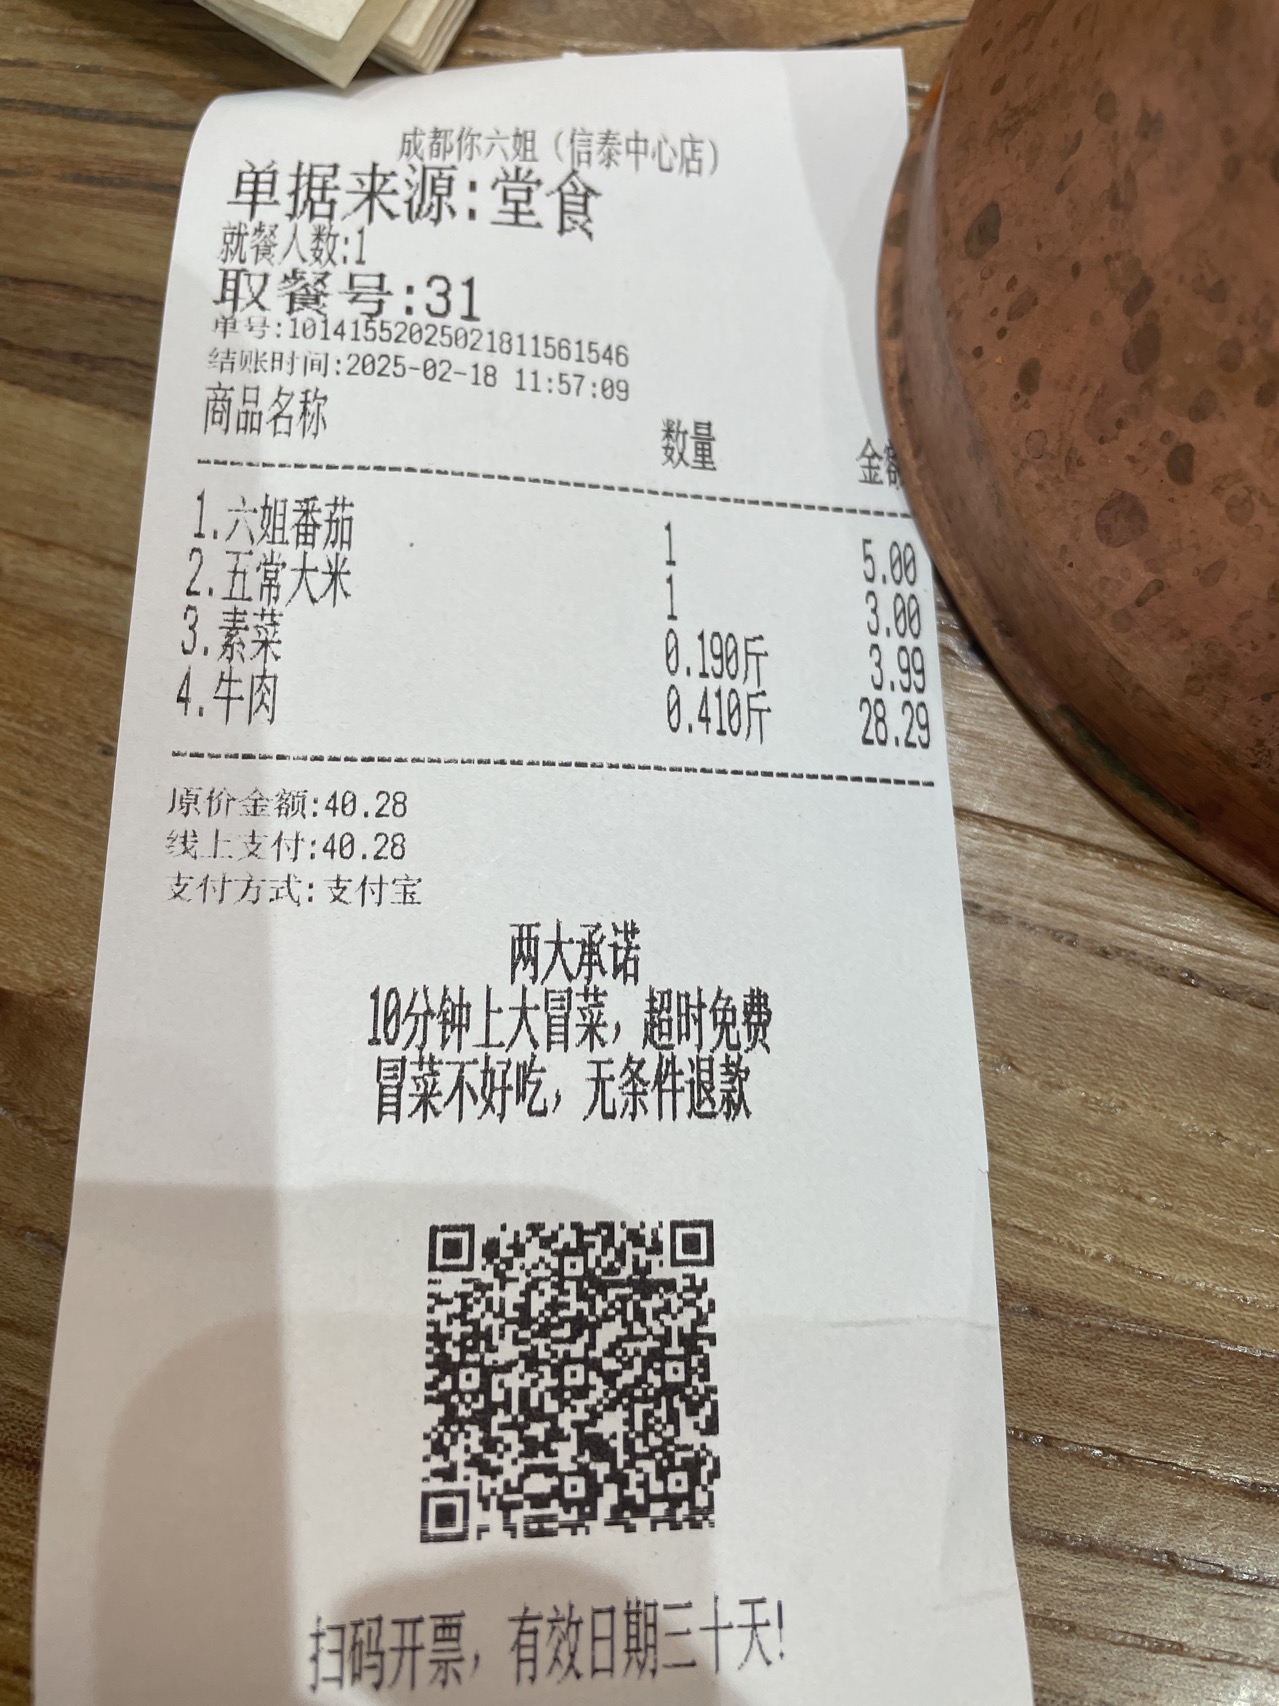 成都你六姐（信泰中心店）
单据来源:堂食
就餐人数:1
取餐号:31
单号:10141552025021811561546
结账时间:2025-02-18 11:57:09
商品名称 数量 金额
1.六姐番茄 1 5.00
2.五常大米 1 3.00
3.素菜 0.190斤 3.99
4.牛肉 0.410斤 28.29
原价金额:40.28
线上支付:40.28
支付方式:支付宝
两大承诺
10分钟上大冒菜，超时免费
冒菜不好吃，无条件退款
扫码开票，有效日期三十天!